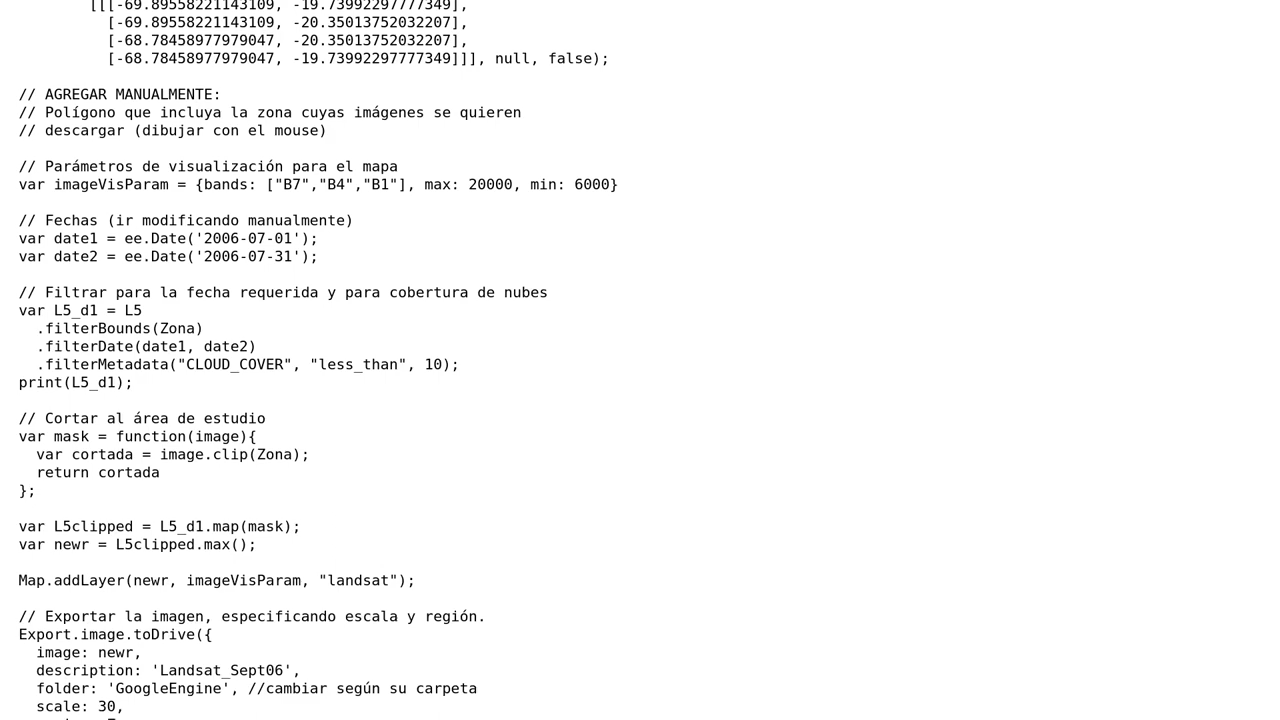 [[[-69.89558221143109, -19.73992297777349],
[-69.89558221143109, -20.35013752032207],
[-68.78458977979047, -20.35013752032207],
[-68.78458977979047, -19.73992297777349]]], null, false);
// AGREGAR MANUALMENTE:
// Polígono que incluya la zona cuyas imágenes se quieren
// descargar (dibujar con el mouse)
// Parámetros de visualización para el mapa
var imageVisParam = {bands: ["B7","B4","B1"], max: 20000, min: 6000}
// Fechas (ir modificando manualmente)
var date1 = ee.Date('2006-07-01');
var date2 = ee.Date('2006-07-31');
// Filtrar para la fecha requerida y para cobertura de nubes
var L5_d1 = L5
.filterBounds(Zona)
.filterDate(date1, date2)
.filterMetadata("CLOUD_COVER", "less_than", 10);
print(L5_d1);
// Cortar al área de estudio
var mask = function(image){
var cortada = image.clip(Zona);
return cortada
};
var L5clipped = L5_d1.map(mask);
var newr = L5clipped.max();
Map.addLayer(newr, imageVisParam, "landsat");
// Exportar la imagen, especificando escala y región.
Export.image.toDrive({
image: newr,
description: 'Landsat_Sept06',
folder: 'GoogleEngine', //cambiar según su carpeta
scale: 30,